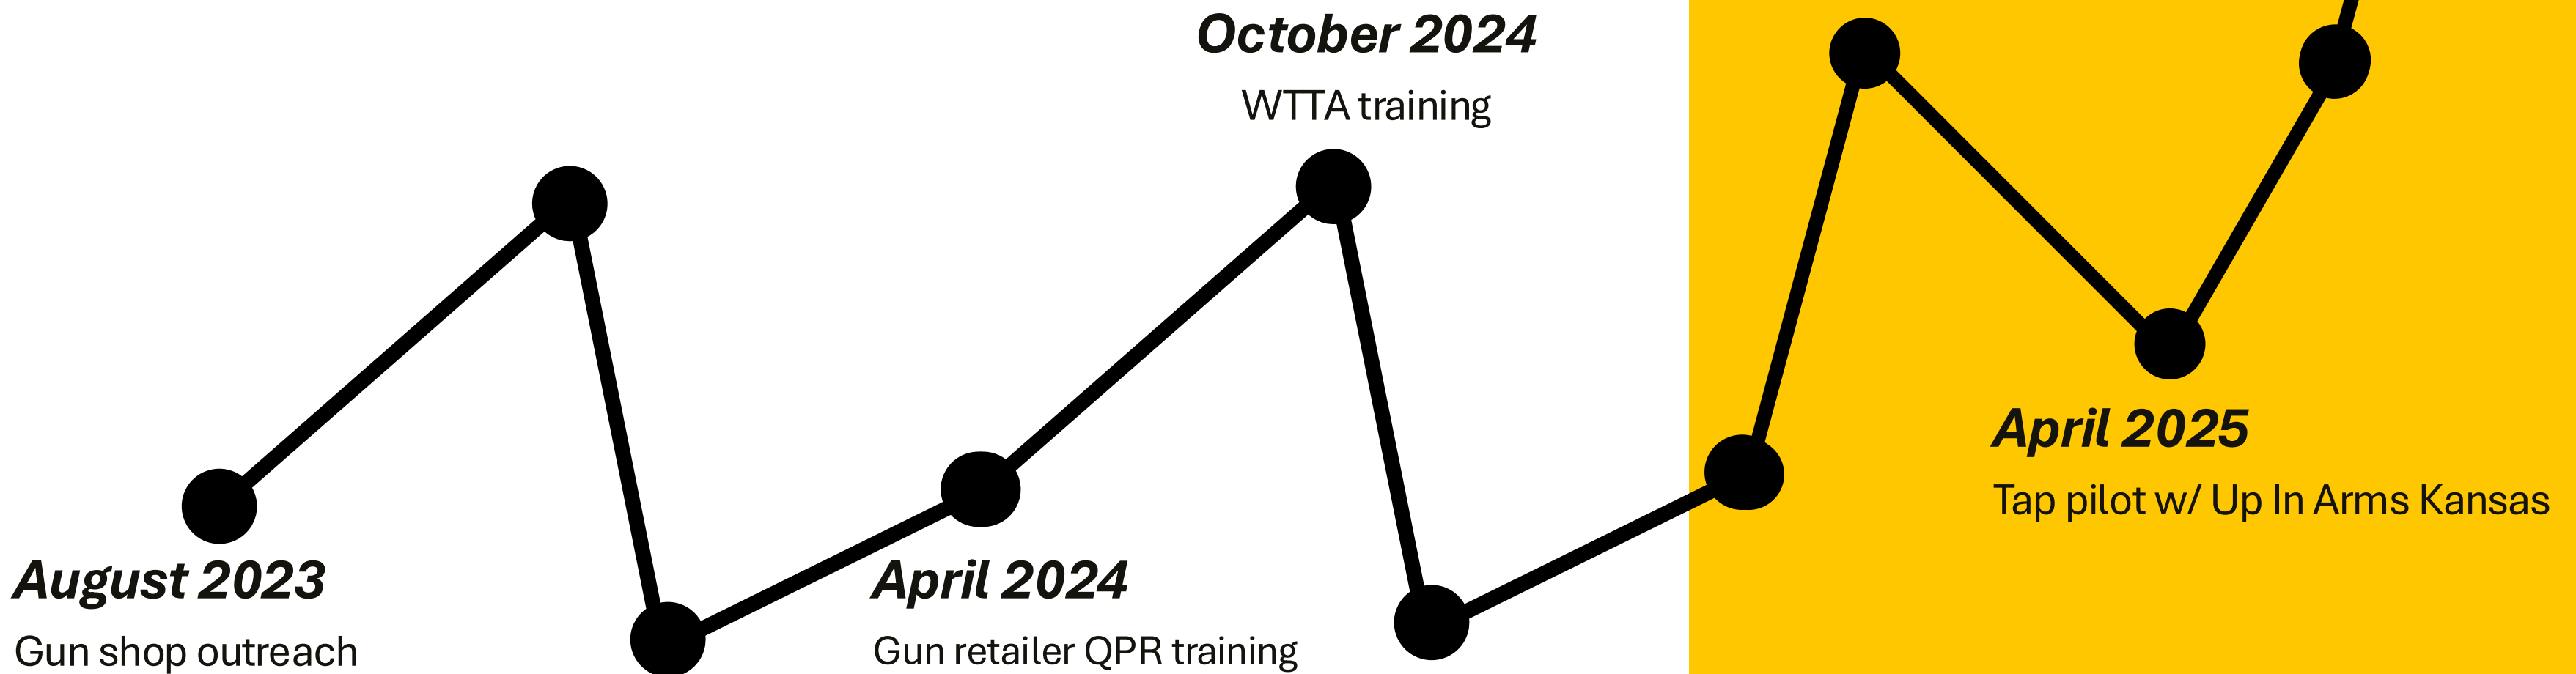 October 2024
WTTA training
August 2023
Gun shop outreach
April 2024
Gun retailer QPR training
April 2025
Tap pilot w/ Up In Arms Kansas